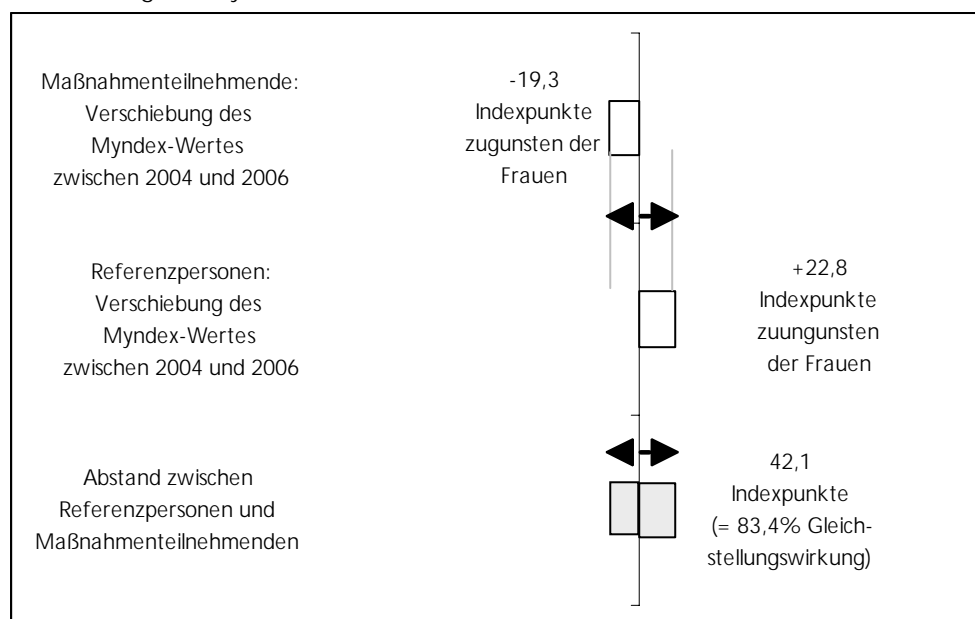 Maßnahmenteilnehmende:
Verschiebung des
Myndex-Wertes
zwischen 2004 und 2006
-19,3
Indexpunkte
zugunsten der
Frauen
Referenzpersonen:
Verschiebung des
Myndex-Wertes
zwischen 2004 und 2006
+22,8
Indexpunkte
zuungunsten
der Frauen
Abstand zwischen
Referenzpersonen und
Maßnahmenteilnehmenden
42,1
Indexpunkte
(= 83,4% Gleich-
stellungswirkung)